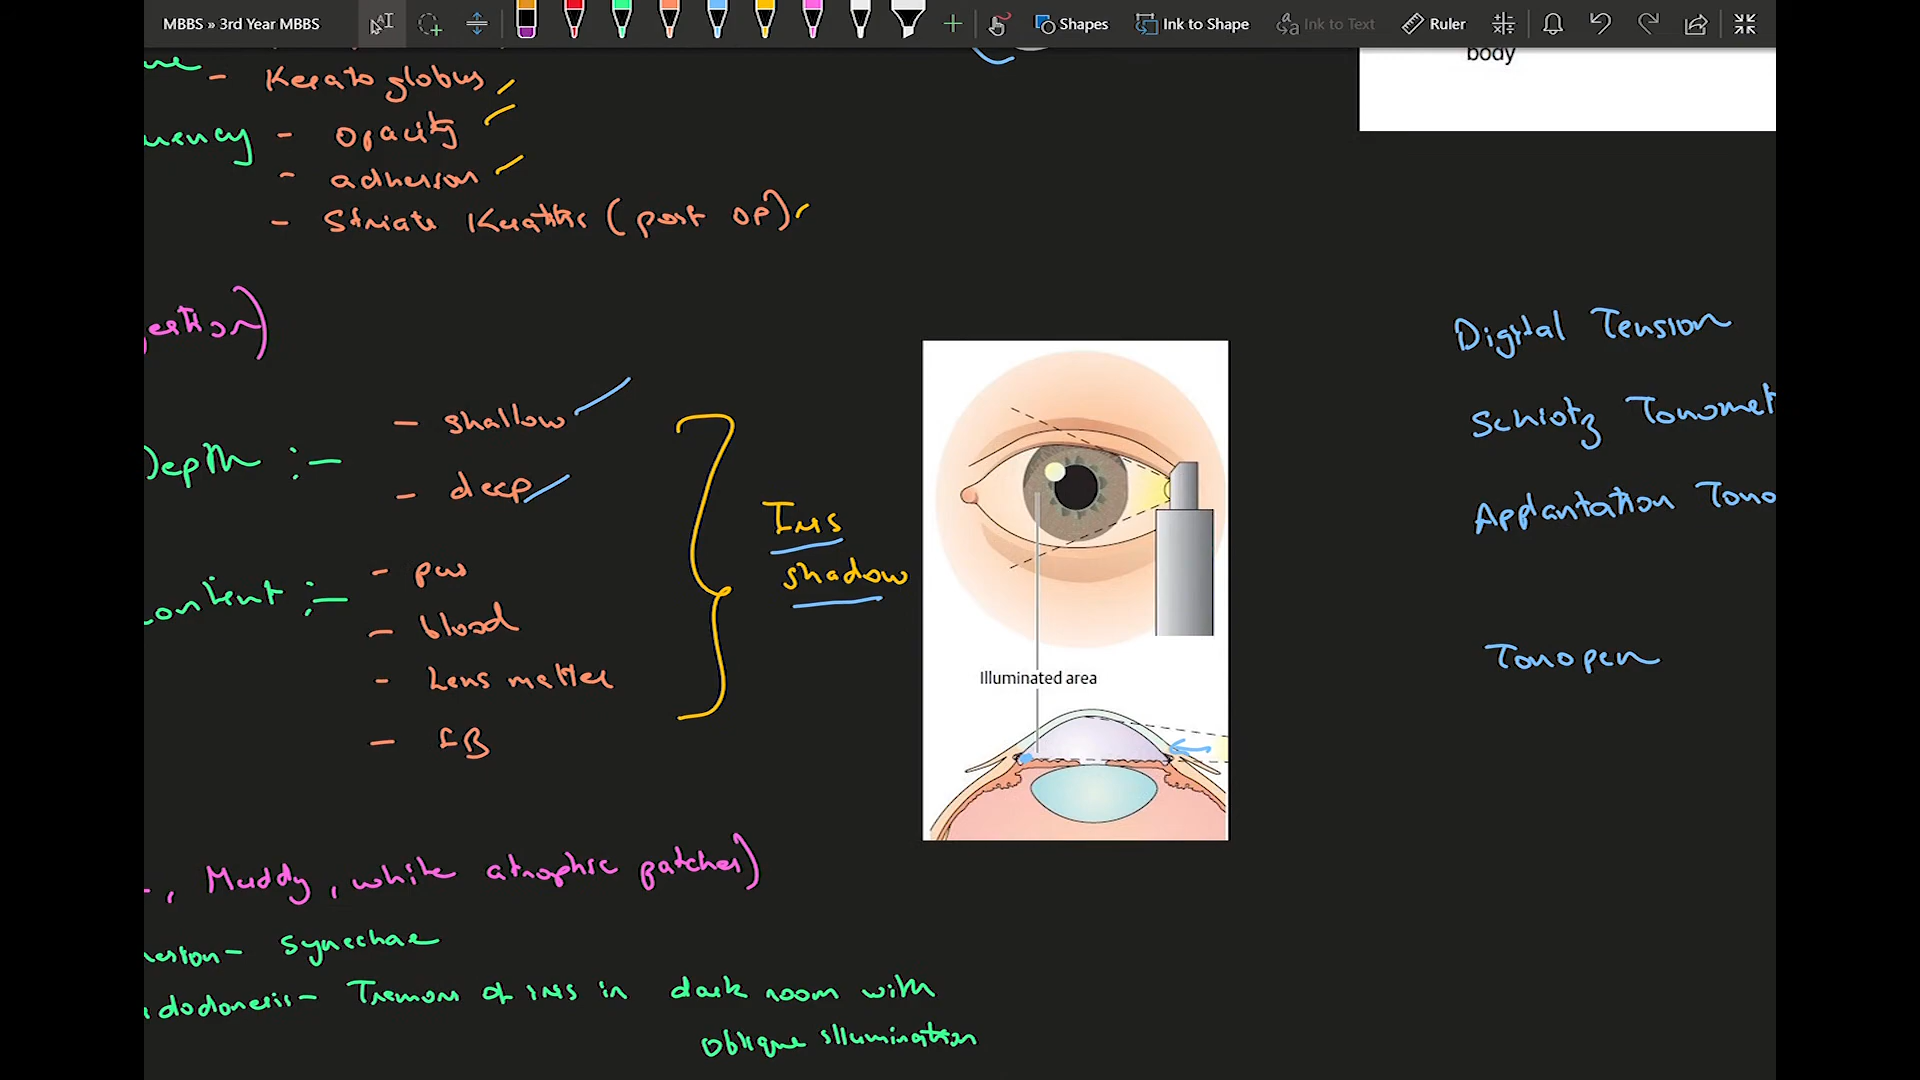 MBBS » 3rd Year MBBS
Shapes
Ink to Shape
Ink to Text
Ruler
body
- Kerato globus
- opacity
- adhesion
- Striate Keratitis (post op)
Depth :-
- shallow
- deep
Iris
shadow
content :-
- pus
- blood
- Lens matter
- FB
Illuminated area
Digital Tension
Schiotz Tonomet
Applantation Tono
Tonopen
, Muddy, white atrophic patches)
- synechae
- Tremors of iris in dark room with
oblique illumination